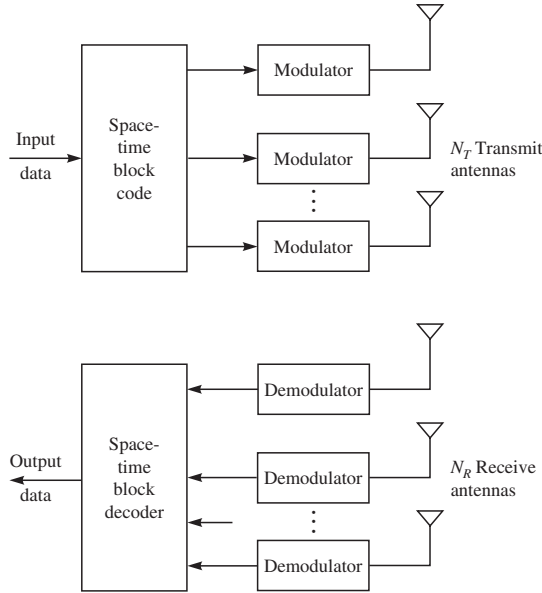 Input
data
Space-
time
block
code
Modulator
Modulator
Modulator
N_T Transmit
antennas
Output
data
Space-
time
block
decoder
Demodulator
Demodulator
Demodulator
N_R Receive
antennas